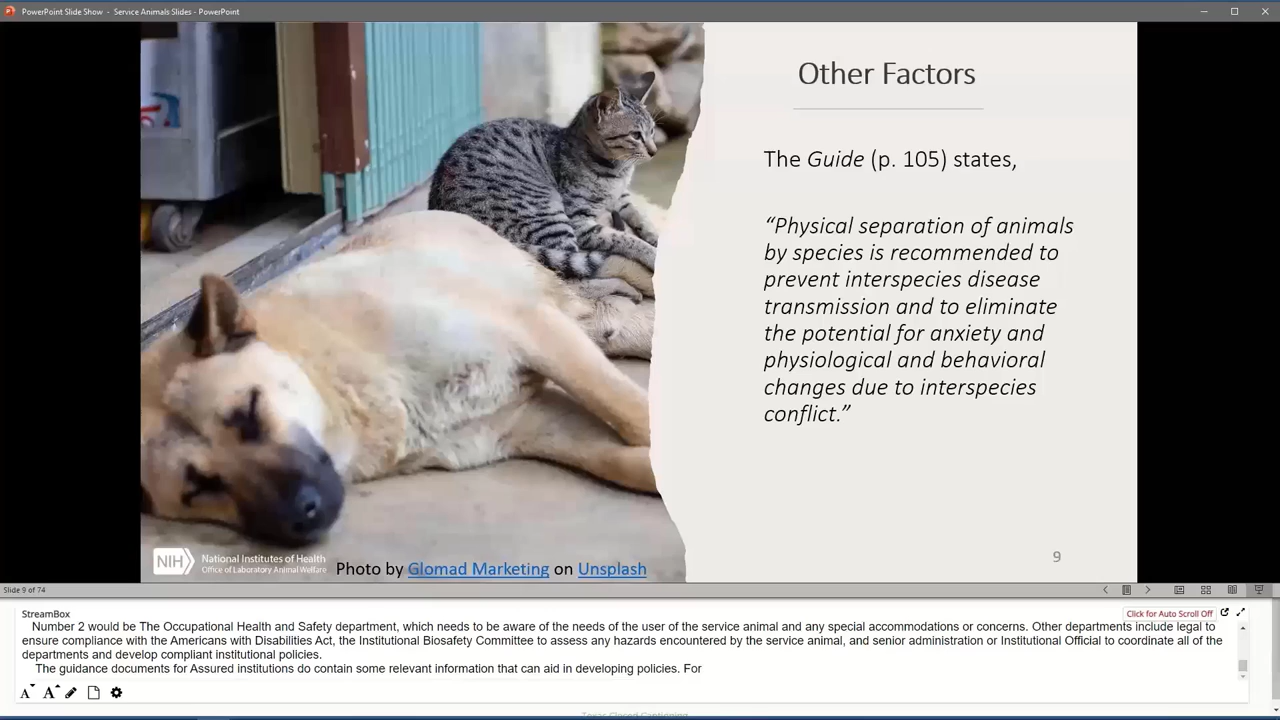 PowerPoint Slide Show - Service Animals Slides - PowerPoint
Other Factors
The Guide (p. 105) states,
“Physical separation of animals
by species is recommended to
prevent interspecies disease
transmission and to eliminate
the potential for anxiety and
physiological and behavioral
changes due to interspecies
conflict.”
NIH National Institutes of Health
Office of Laboratory Animal Welfare
Photo by Glomad Marketing on Unsplash
9
Slide 9 of 74
StreamBox
Click for Auto Scroll Off
Number 2 would be The Occupational Health and Safety department, which needs to be aware of the needs of the user of the service animal and any special accommodations or concerns. Other departments include legal to
ensure compliance with the Americans with Disabilities Act, the Institutional Biosafety Committee to assess any hazards encountered by the service animal, and senior administration or Institutional Official to coordinate all of the
departments and develop compliant institutional policies.
The guidance documents for Assured institutions do contain some relevant information that can aid in developing policies. For
A A
Texas Closed Captioning